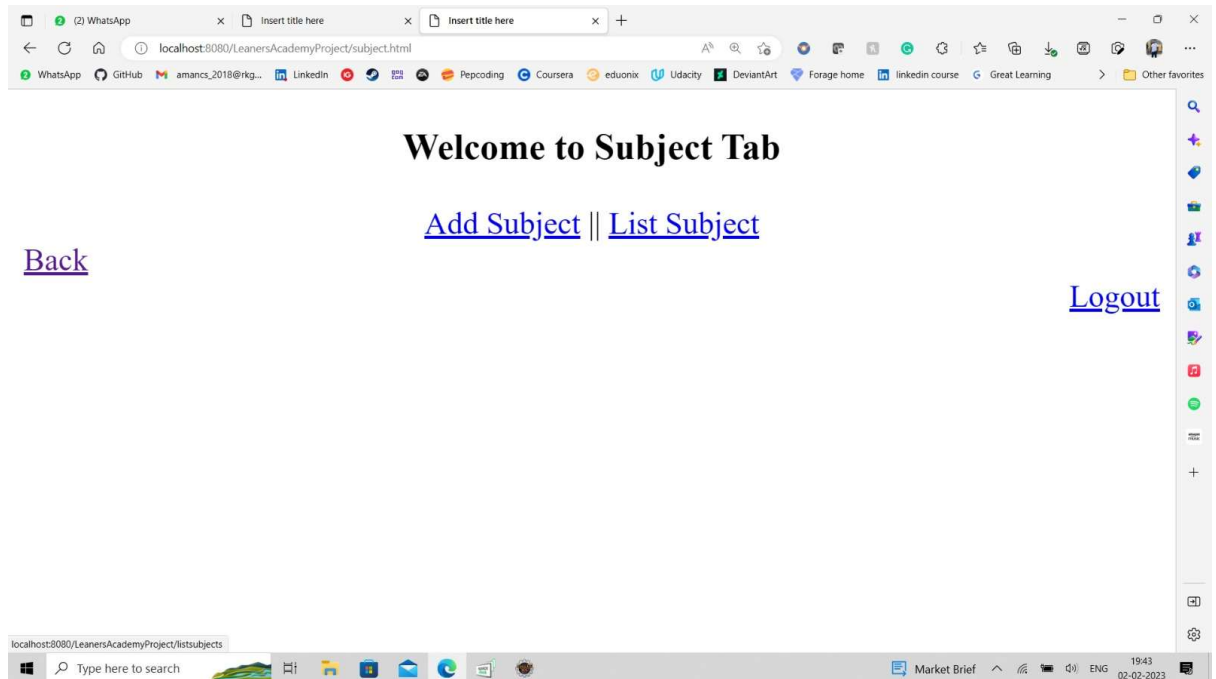 (2) WhatsApp
Insert title here
Insert title here
localhost:8080/LeanersAcademyProject/subject.html
WhatsApp GitHub amancs_2018@rkg... LinkedIn Pepcoding Coursera eduonix Udacity DeviantArt Forage home linkedin course Great Learning Other favorites
Welcome to Subject Tab
Add Subject || List Subject
Back
Logout
localhost:8080/LeanersAcademyProject/listsubjects
Type here to search
Market Brief
ENG
19:43
02-02-2023